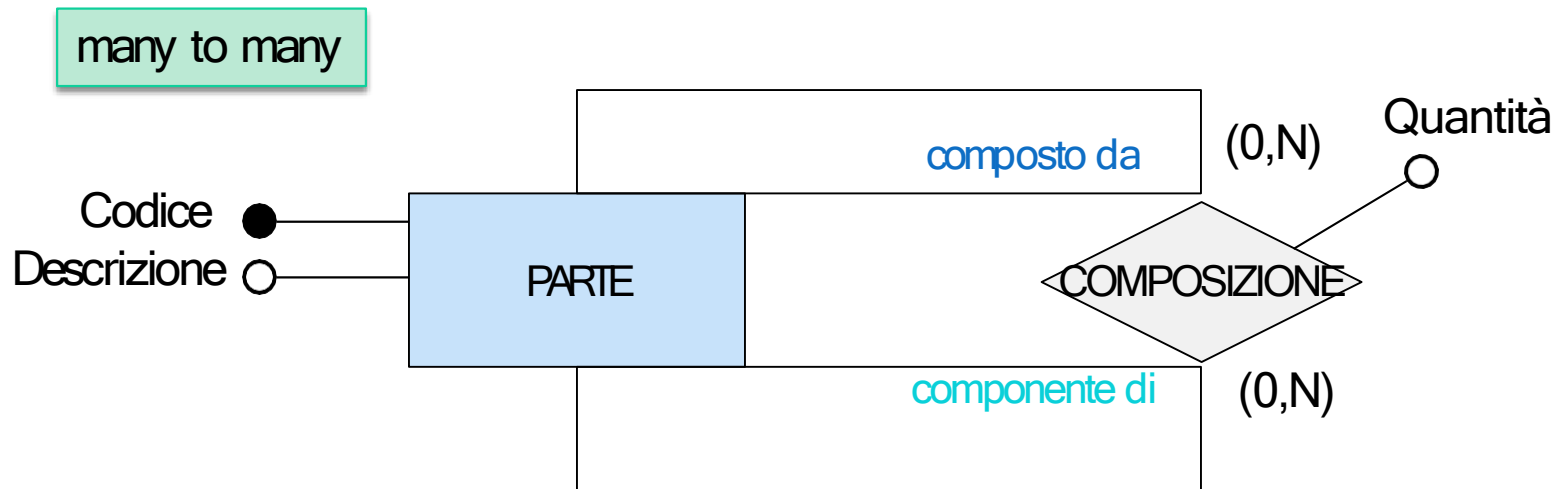 many to many
Quantità
composto da
(0,N)
Codice
Descrizione
PARTE
COMPOSIZIONE
componente di
(0,N)